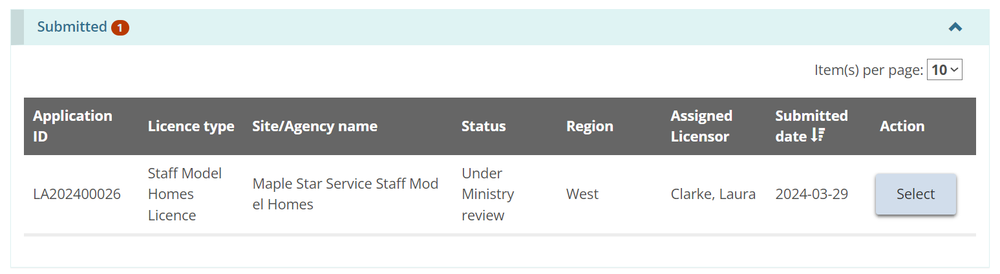 Submitted 1
Item(s) per page: 10
Application ID
Licence type
Site/Agency name
Status
Region
Assigned Licensor
Submitted date
Action
LA202400026
Staff Model
Homes
Licence
Maple Star Service Staff Mod
el Homes
Under
Ministry
review
West
Clarke, Laura
2024-03-29
Select